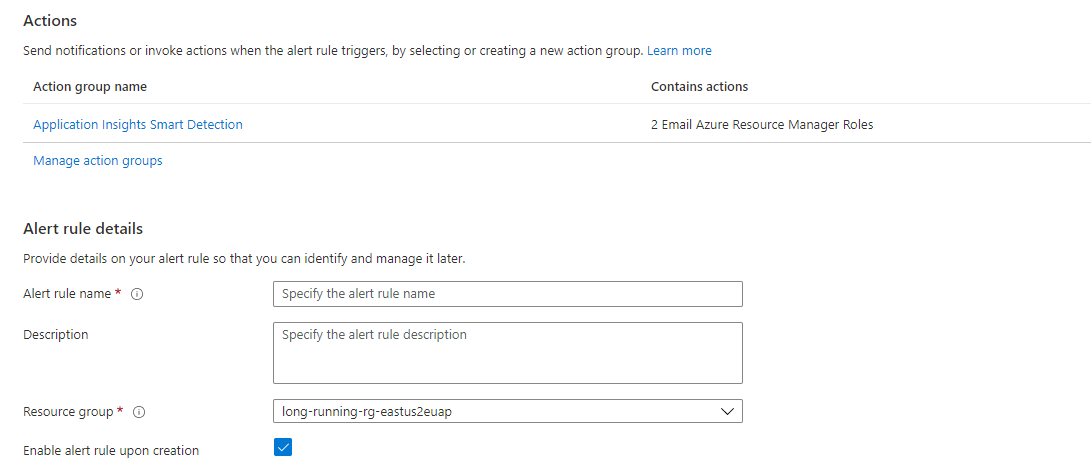 Actions
Send notifications or invoke actions when the alert rule triggers, by selecting or creating a new action group. Learn more
Action group name Contains actions
Application Insights Smart Detection 2 Email Azure Resource Manager Roles
Manage action groups
Alert rule details
Provide details on your alert rule so that you can identify and manage it later.
Alert rule name * Specify the alert rule name
Description Specify the alert rule description
Resource group * long-running-rg-eastus2euap
Enable alert rule upon creation